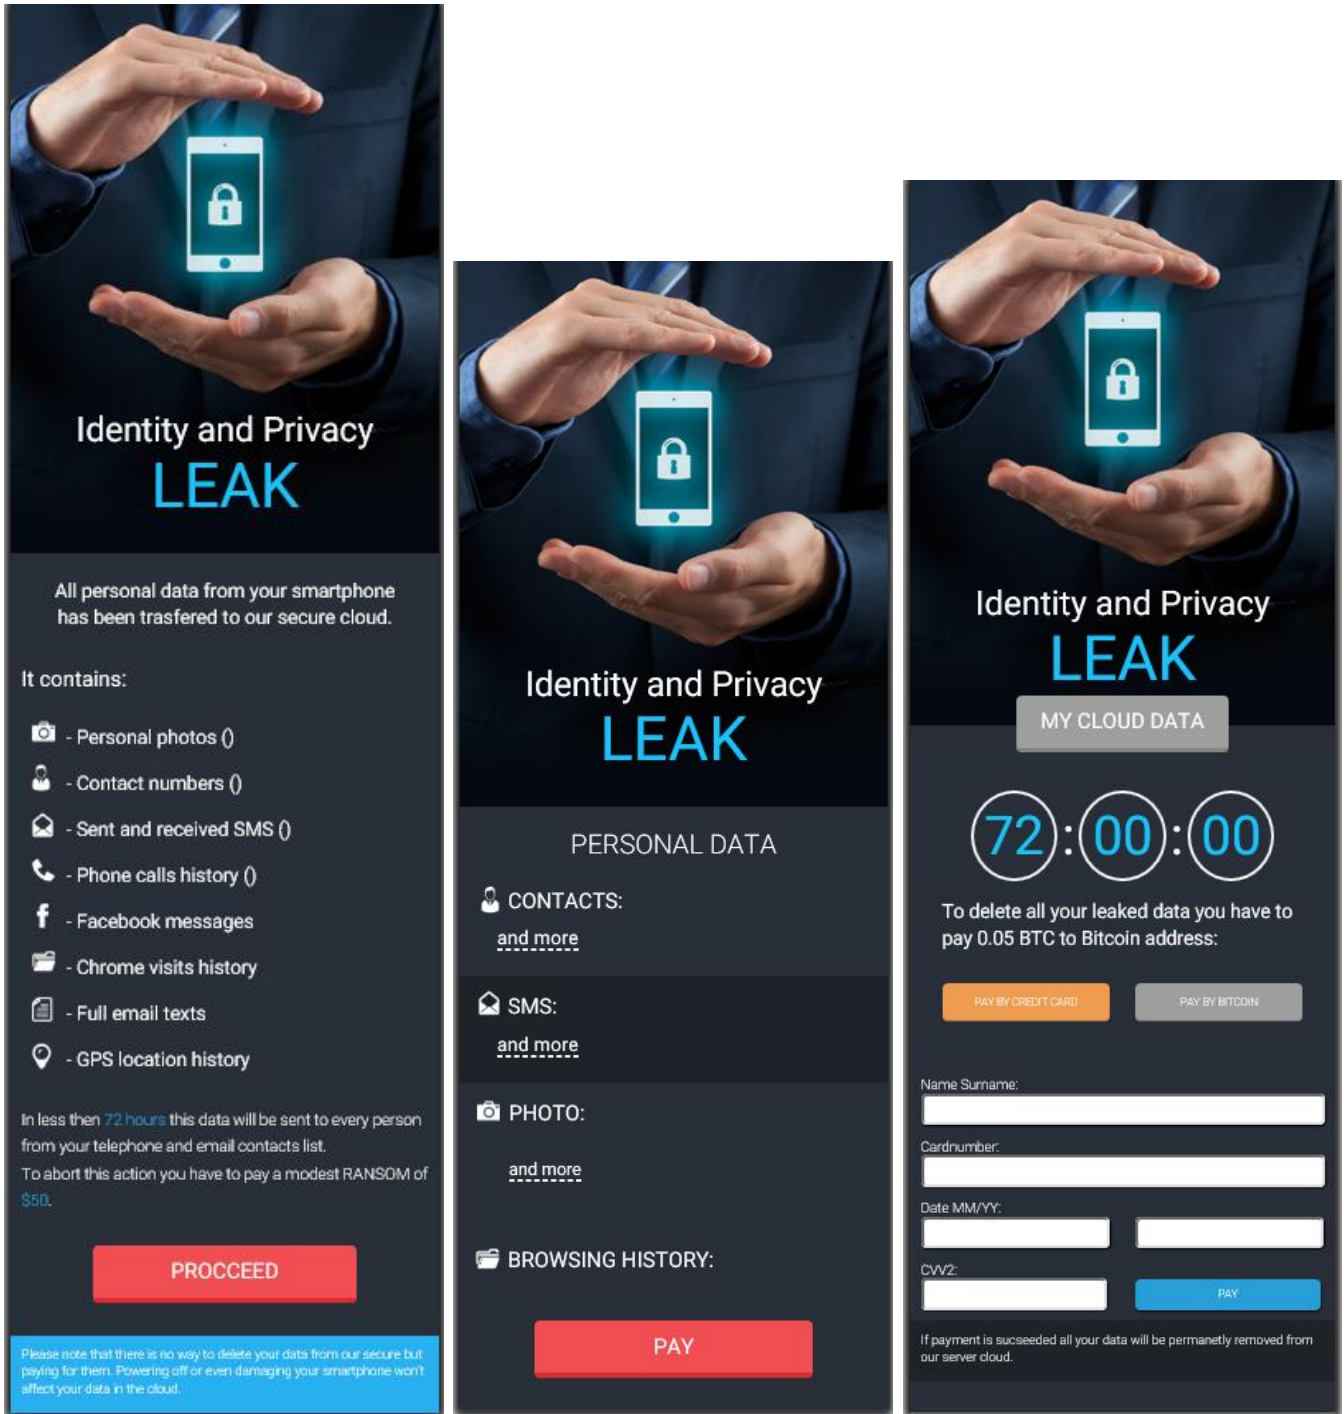 Identity and Privacy
LEAK
All personal data from your smartphone
has been trasfered to our secure cloud.
It contains:
- Personal photos ()
- Contact numbers ()
- Sent and received SMS ()
- Phone calls history ()
- Facebook messages
- Chrome visits history
- Full email texts
- GPS location history
In less then 72 hours this data will be sent to every person
from your telephone and email contacts list.
To abort this action you have to pay a modest RANSOM of
$50.
PROCCEED
Please note that there is no way to delete your data from our secure but
paying for them. Powering off or even damaging your smartphone won't
affect your data in the cloud.
Identity and Privacy
LEAK
PERSONAL DATA
CONTACTS:
and more
SMS:
and more
PHOTO:
and more
BROWSING HISTORY:
PAY
Identity and Privacy
LEAK
MY CLOUD DATA
72:00:00
To delete all your leaked data you have to
pay 0.05 BTC to Bitcoin address:
PAY BY CREDIT CARD PAY BY BITCOIN
Name Surname:
Cardnumber:
Date MM/YY:
CVV2:
PAY
If payment is sucseeded all your data will be permanetly removed from
our server cloud.